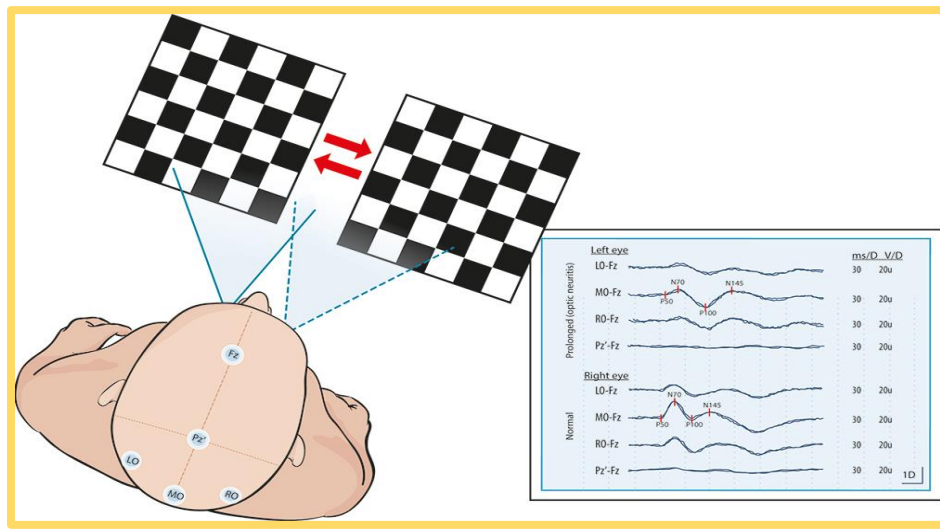 Fz
Pz'
LO
MO
RO
Prolonged (optic neuritis)
Left eye
ms/D V/D
LO-Fz 30 20u
N70 N145
MO-Fz 30 20u
P50 P100
RO-Fz 30 20u
Pz'-Fz 30 20u
Normal
Right eye
LO-Fz 30 20u
N70 N145
MO-Fz 30 20u
P50 P100
RO-Fz 30 20u
Pz'-Fz 30 20u
1D